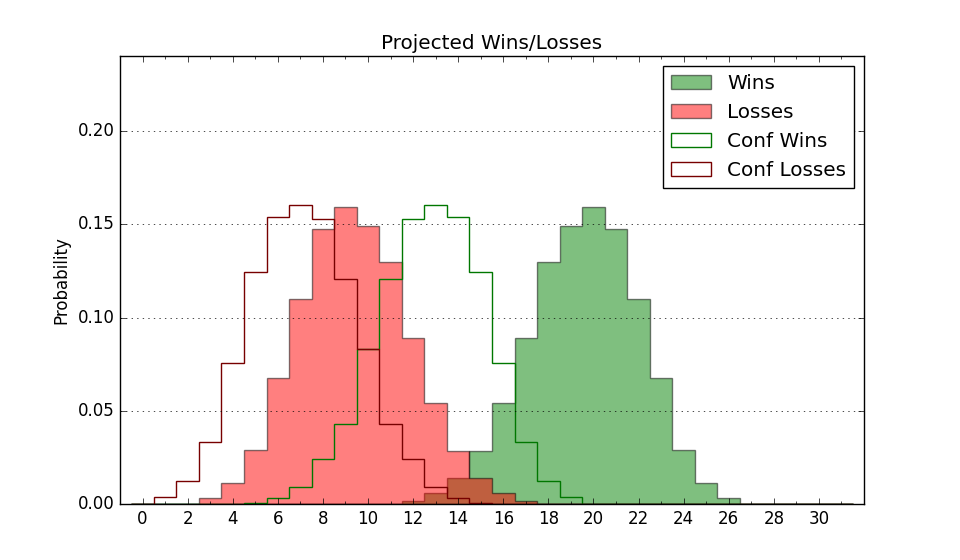 Projected Wins/Losses
Wins
Losses
Conf Wins
Conf Losses
Probability
0.20
0.15
0.10
0.05
0.00
0 2 4 6 8 10 12 14 16 18 20 22 24 26 28 30